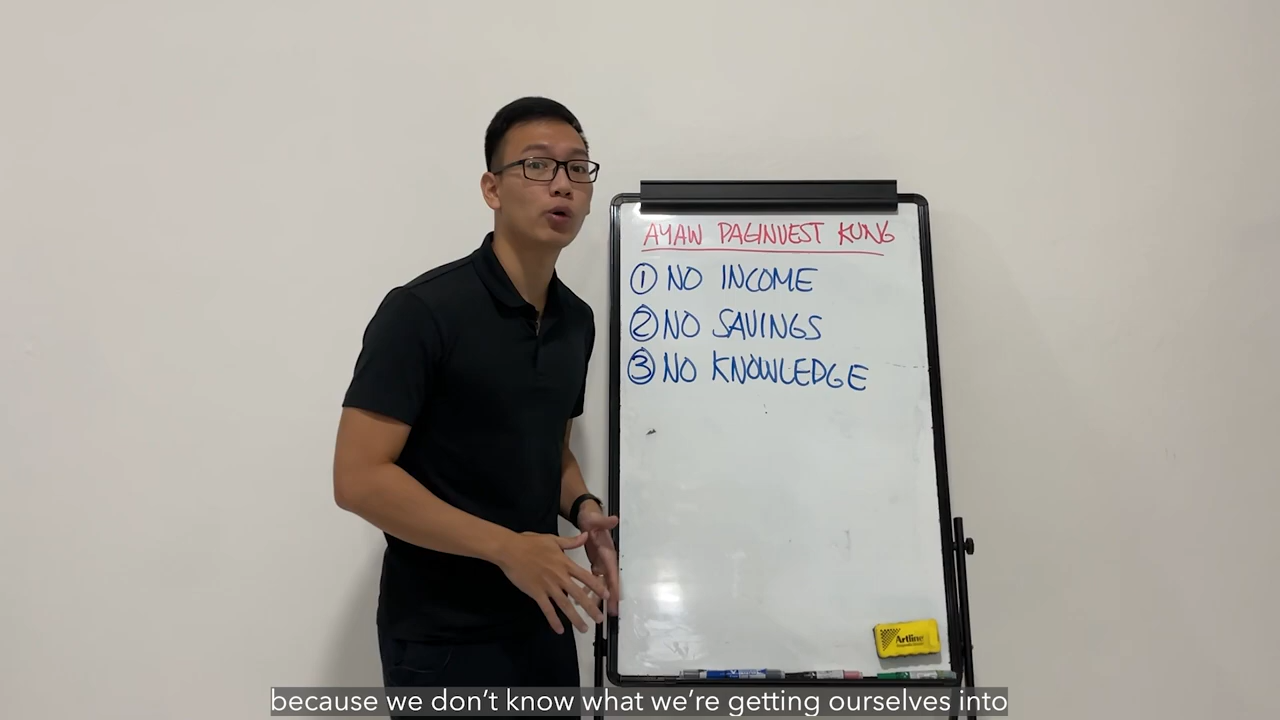 AYAW PAGINVEST KUNG
① NO INCOME
② NO SAVINGS
③ NO KNOWLEDGE
Artline
because we don't know what we're getting ourselves into